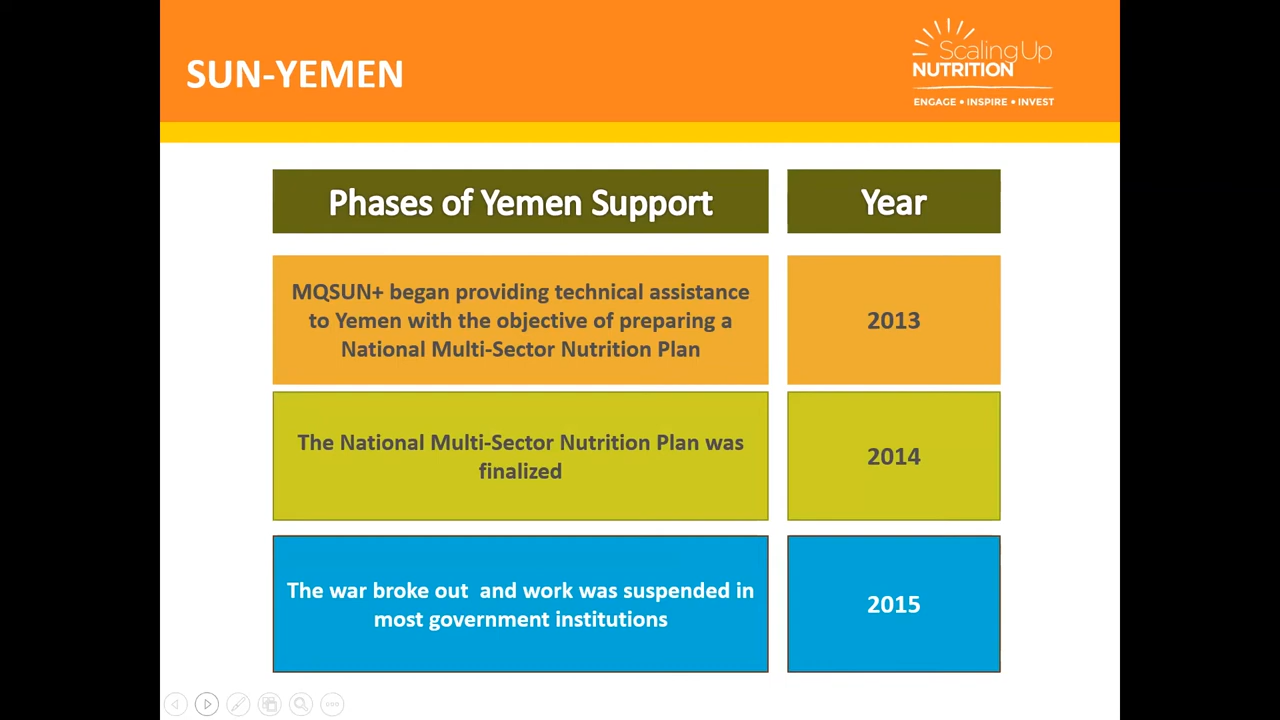 SUN-YEMEN
Scaling Up
NUTRITION
ENGAGE • INSPIRE • INVEST
Phases of Yemen Support
Year
MQSUN+ began providing technical assistance
to Yemen with the objective of preparing a
National Multi-Sector Nutrition Plan
2013
The National Multi-Sector Nutrition Plan was
finalized
2014
The war broke out  and work was suspended in
most government institutions
2015